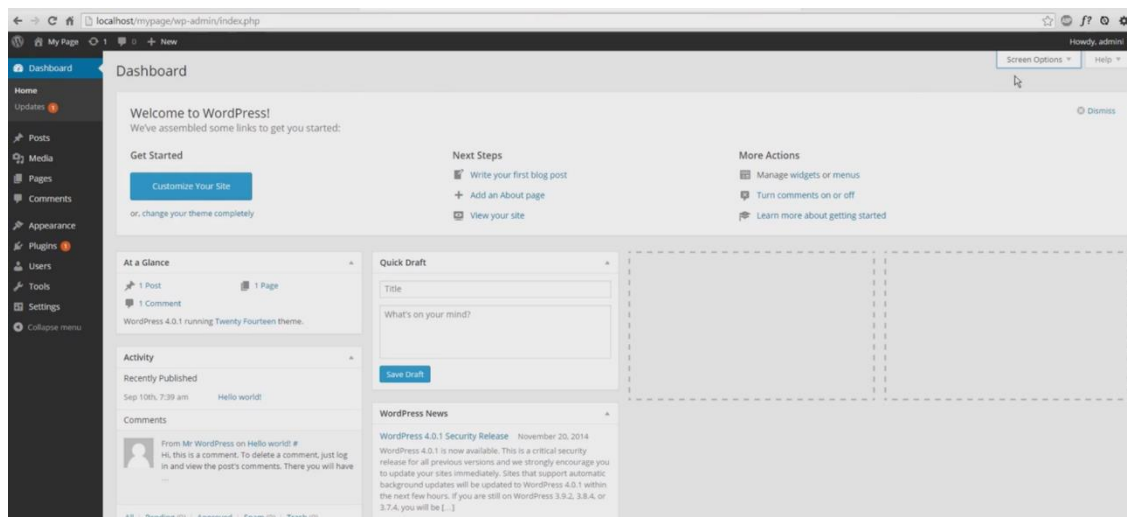 localhost/mypage/wp-admin/index.php
f?
My Page 1 0 + New
Howdy, admin!
Screen Options Help
Dashboard
Home
Updates 1
Posts
Media
Pages
Comments
Appearance
Plugins 1
Users
Tools
Settings
Collapse menu
Dashboard
Welcome to WordPress!
We've assembled some links to get you started:
Dismiss
Get Started
Customize Your Site
or, change your theme completely
Next Steps
Write your first blog post
Add an About page
View your site
More Actions
Manage widgets or menus
Turn comments on or off
Learn more about getting started
At a Glance
1 Post 1 Page
1 Comment
WordPress 4.0.1 running Twenty Fourteen theme.
Activity
Recently Published
Sep 10th, 7:39 am Hello world!
Comments
From Mr WordPress on Hello world! #
Hi, this is a comment. To delete a comment, just log
in and view the post's comments. There you will have
...
Quick Draft
Title
What's on your mind?
Save Draft
WordPress News
WordPress 4.0.1 Security Release November 20, 2014
WordPress 4.0.1 is now available. This is a critical security
release for all previous versions and we strongly encourage you
to update your sites immediately. Sites that support automatic
background updates will be updated to WordPress 4.0.1 within
the next few hours. If you are still on WordPress 3.9.2, 3.8.4, or
3.7.4, you will be […]